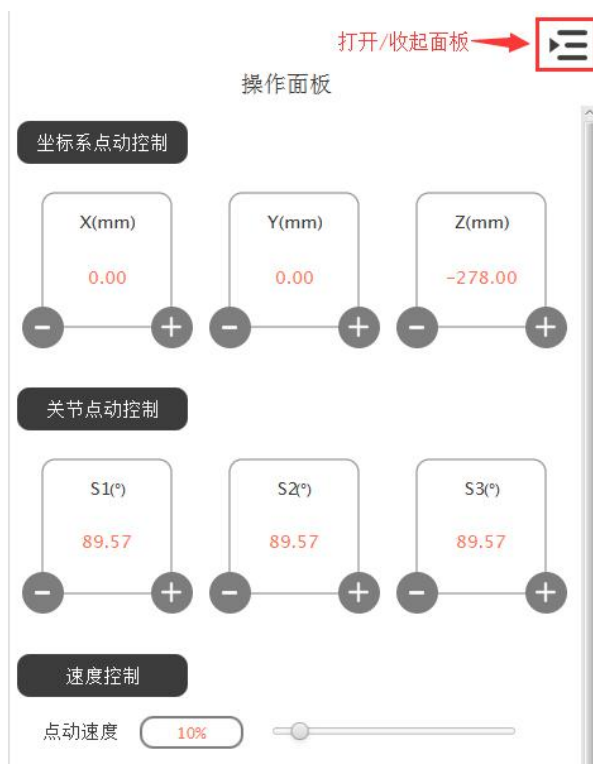 打开/收起面板
操作面板
坐标系点动控制
X(mm) Y(mm) Z(mm)
0.00 0.00 -278.00
- + - + - +
关节点动控制
S1(°) S2(°) S3(°)
89.57 89.57 89.57
- + - + - +
速度控制
点动速度 10%